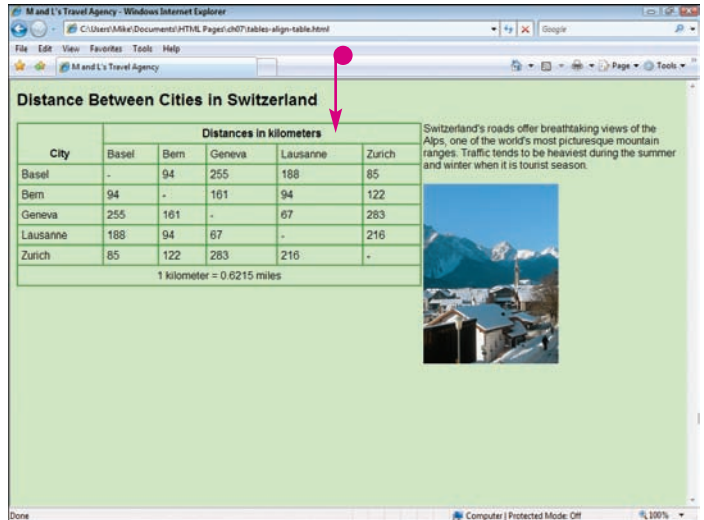 M and L's Travel Agency - Windows Internet Explorer
C:\Users\Mike\Documents\HTML Pages\ch07\tables-align-table.html
Google
File Edit View Favorites Tools Help
M and L's Travel Agency
Page Tools
Distance Between Cities in Switzerland
City Distances in kilometers
Basel Bern Geneva Lausanne Zurich
Basel - 94 255 188 85
Bern 94 - 161 94 122
Geneva 255 161 - 67 283
Lausanne 188 94 67 - 216
Zurich 85 122 283 216 -
1 kilometer = 0.6215 miles
Switzerland's roads offer breathtaking views of the
Alps, one of the world's most picturesque mountain
ranges. Traffic tends to be heaviest during the summer
and winter when it is tourist season.
Done
Computer | Protected Mode: Off
100%